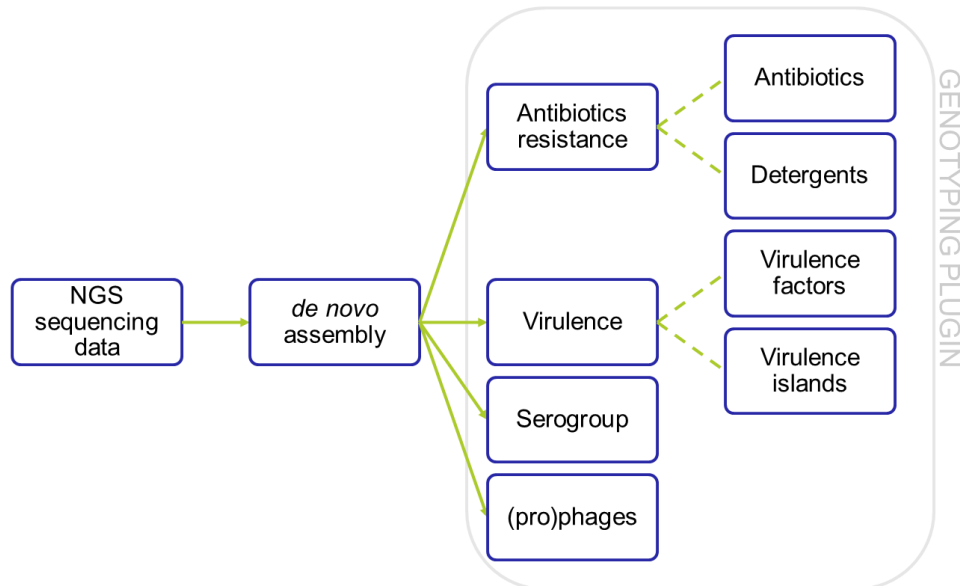 NGS
sequencing
data
de novo
assembly
Antibiotics
resistance
Antibiotics
Detergents
Virulence
Virulence
factors
Virulence
islands
Serogroup
(pro)phages
GENOTYPING PLUGIN